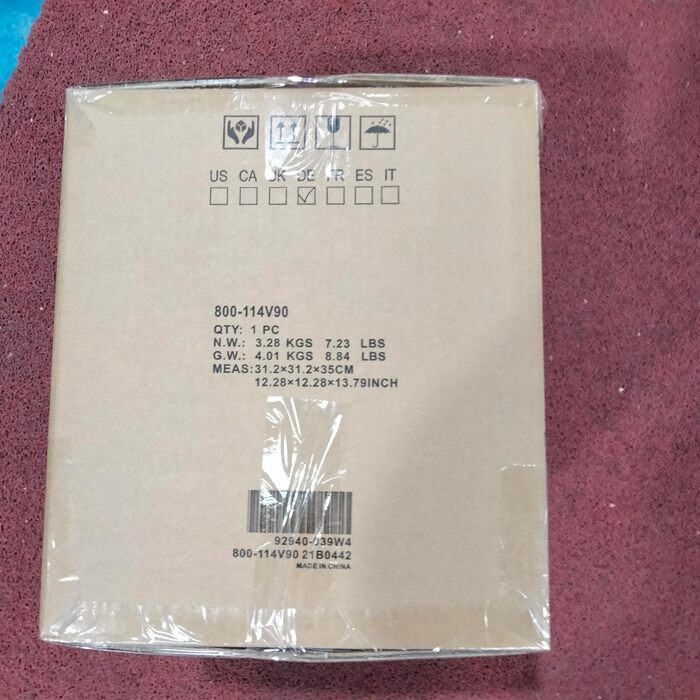 US CA UK DE FR ES IT
800-114V90
QTY: 1 PC
N.W.: 3.28 KGS 7.23 LBS
G.W.: 4.01 KGS 8.84 LBS
MEAS:31.2×31.2×35CM
12.28×12.28×13.79INCH
92940-039W4
800-114V90 21B0442
MADE IN CHINA